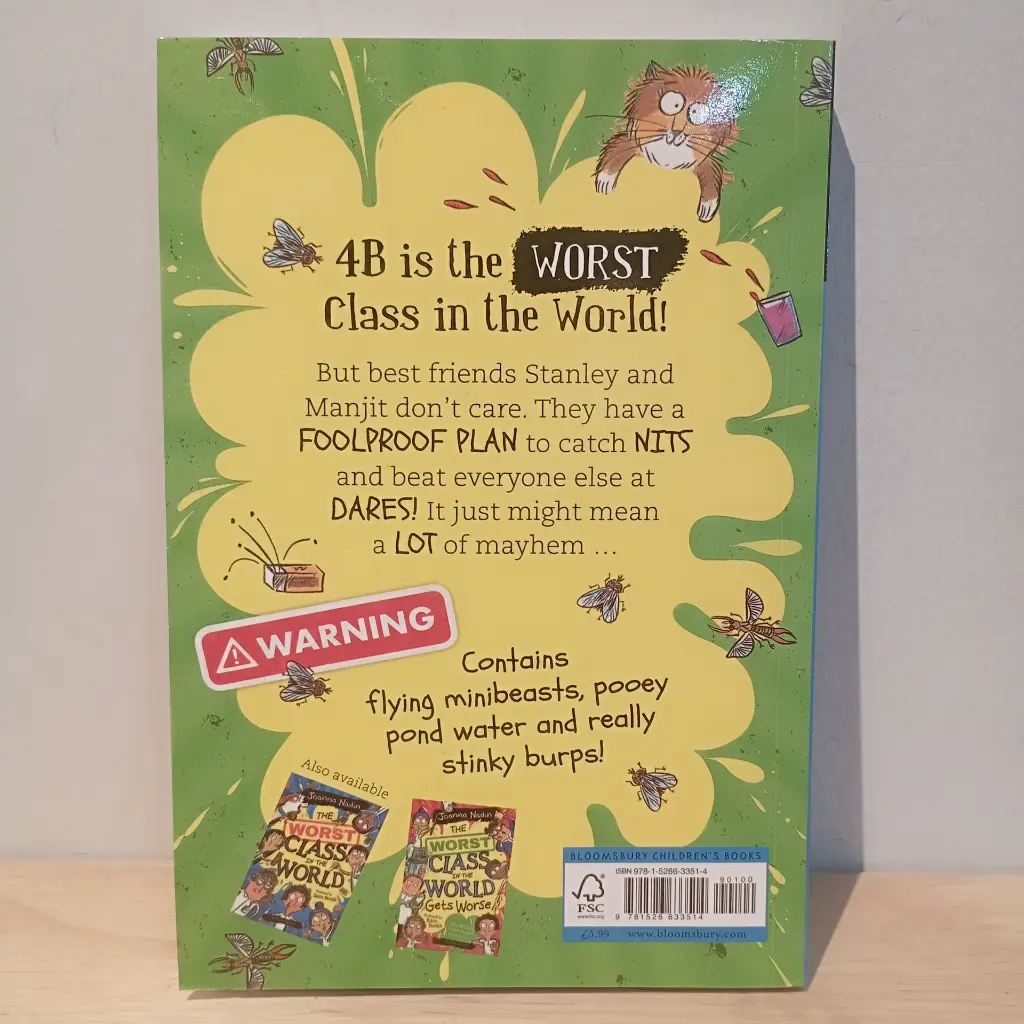 4B is the WORST
Class in the World!
But best friends Stanley and
Manjit don't care. They have a
FOOLPROOF PLAN to catch NITS
and beat everyone else at
DARES! It just might mean
a LOT of mayhem ...
WARNING
Contains
flying minibeasts, pooey
pond water and really
stinky burps!
Also available
Joanna Nadin
THE
WORST
CLASS
IN THE
WORLD
Joanna Nadin
THE
WORST
CLASS
IN THE
WORLD
Gets Worse
BLOOMSBURY CHILDREN'S BOOKS
ISBN 978-1-5266-3351-4
90100
FSC
www.fsc.org
9 781526 633514
£5.99 www.bloomsbury.com